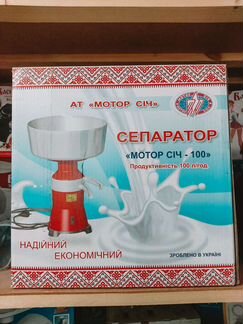 АТ «МОТОР СІЧ»
СЕПАРАТОР
«МОТОР СІЧ - 100»
Продуктивність 100 л/год
НАДІЙНИЙ
ЕКОНОМІЧНИЙ
ЗРОБЛЕНО В УКРАЇНІ